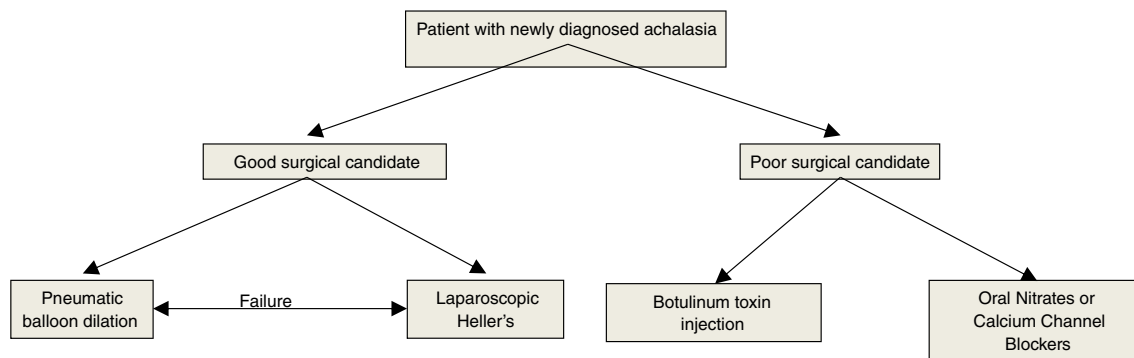 Patient with newly diagnosed achalasia
Good surgical candidate
Poor surgical candidate
Pneumatic
balloon dilation
Failure
Laparoscopic
Heller's
Botulinum toxin
injection
Oral Nitrates or
Calcium Channel
Blockers